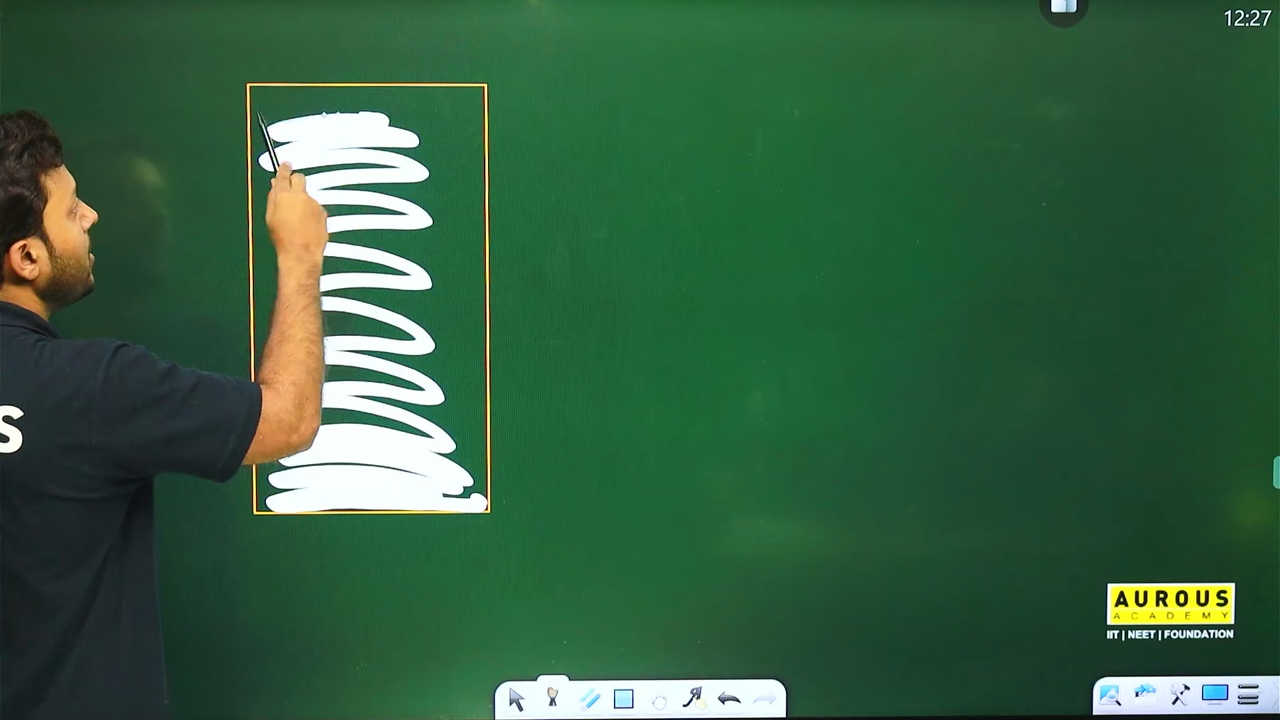 12:27
S
AUROUS
ACADEMY
IIT | NEET | FOUNDATION